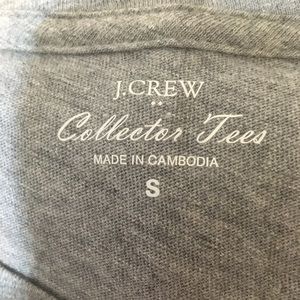 J.CREW
Collector Tees
MADE IN CAMBODIA
S